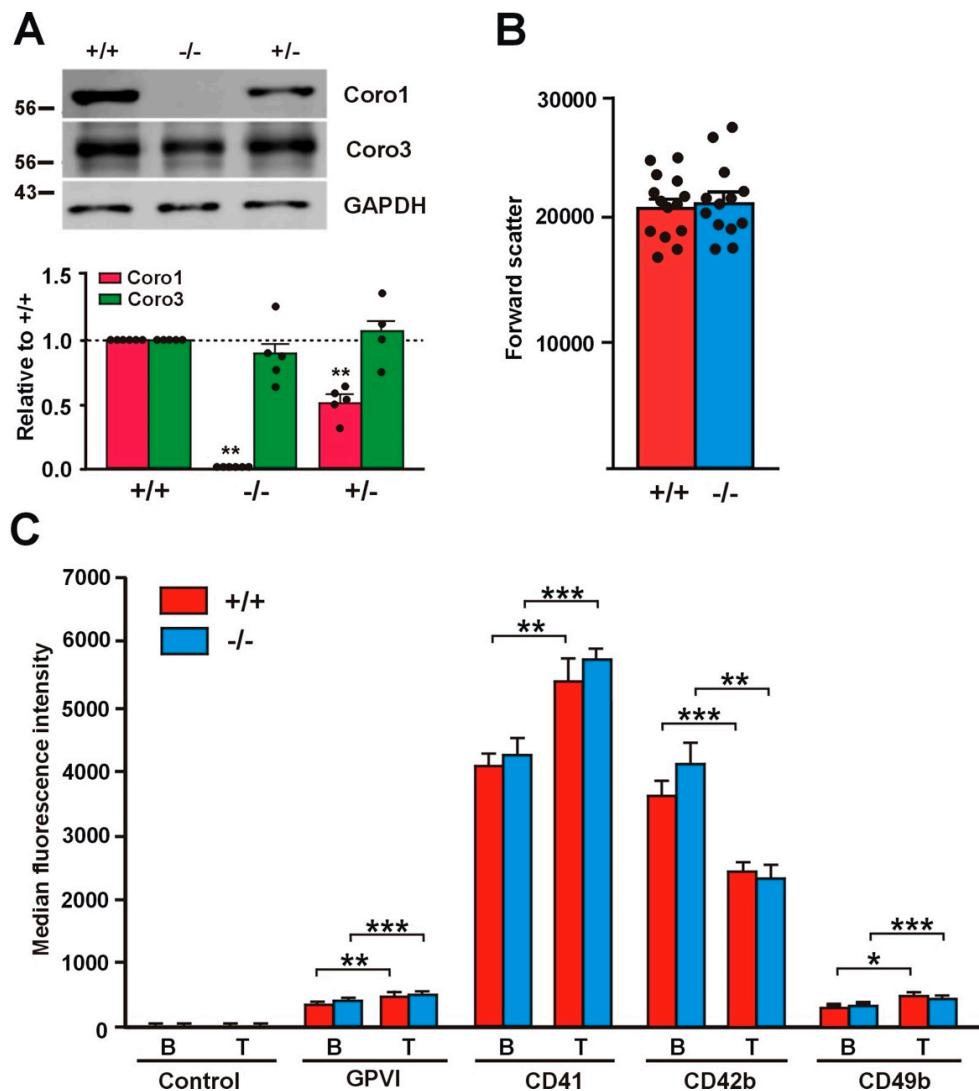 A
+/+ -/- +/-
56 Coro1
56 Coro3
43 GAPDH
1.5
Coro1
Coro3
1.0
0.5
0.0
Relative to +/+
** **
+/+ -/- +/-
B
30000
20000
10000
Forward scatter
+/+ -/-
C
7000
6000
5000
4000
3000
2000
1000
0
Median fluorescence intensity
+/+
-/-
*** ** ** *** *** ** *** *
B T B T B T B T B T
Control GPVI CD41 CD42b CD49b